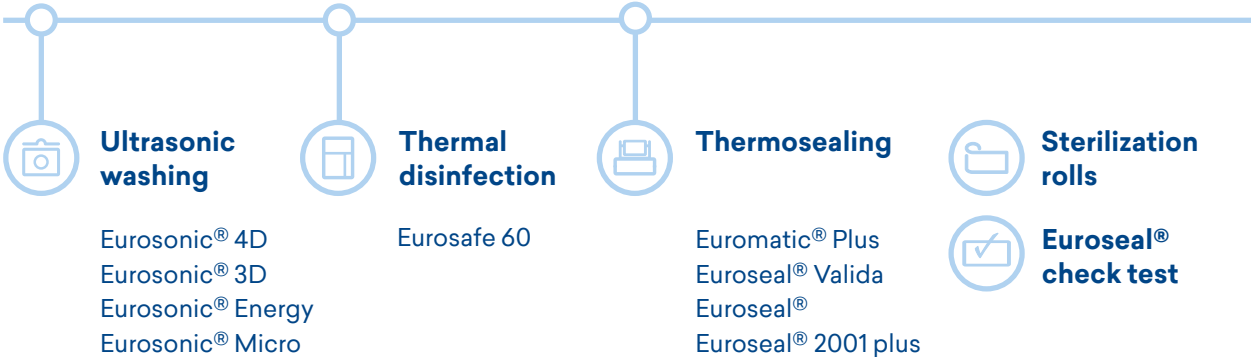 Ultrasonic
washing
Eurosonic® 4D
Eurosonic® 3D
Eurosonic® Energy
Eurosonic® Micro
Thermal
disinfection
Eurosafe 60
Thermosealing
Euromatic® Plus
Euroseal® Valida
Euroseal®
Euroseal® 2001 plus
Sterilization
rolls
Euroseal®
check test